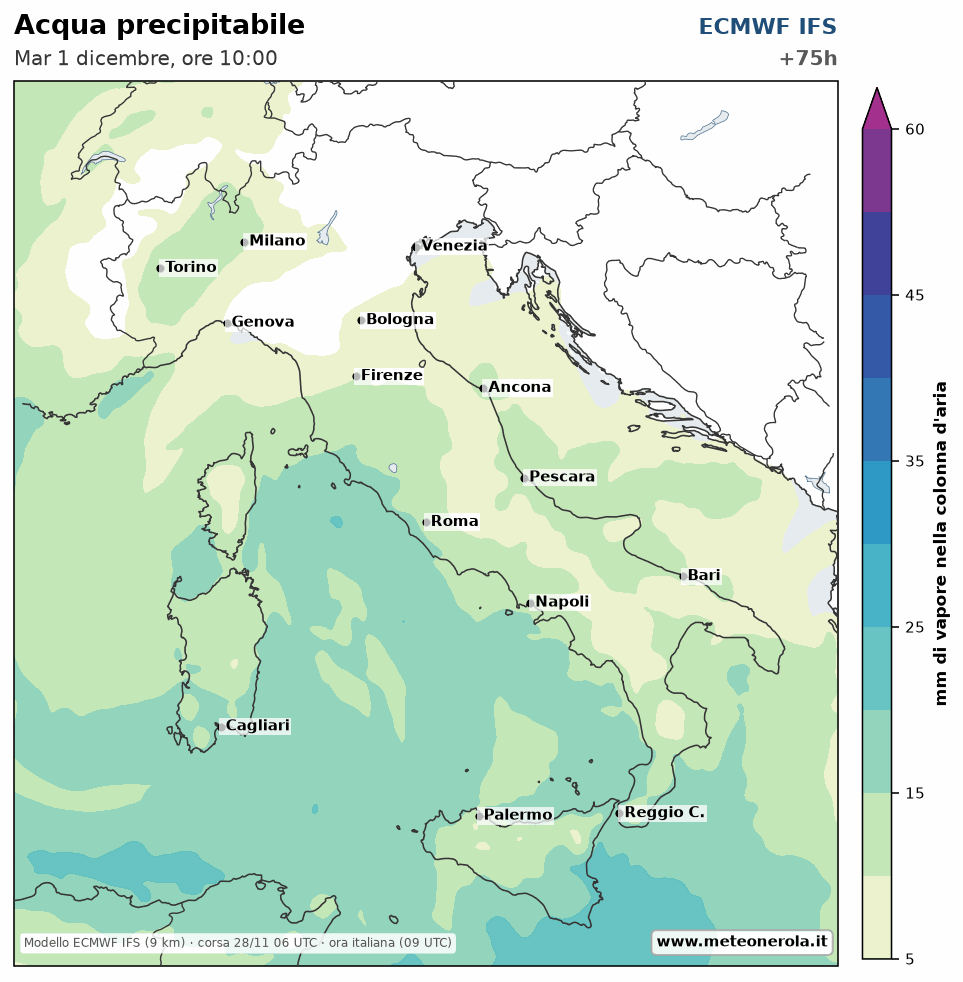 Acqua precipitabile
ECMWF IFS
Mar 1 dicembre, ore 10:00
+75h
Milano
Venezia
Torino
Genova
Bologna
Firenze
Ancona
Pescara
Roma
Bari
Napoli
Cagliari
Palermo
Reggio C.
60
45
35
25
15
5
mm di vapore nella colonna d'aria
Modello ECMWF IFS (9 km) · corsa 28/11 06 UTC · ora italiana (09 UTC)
www.meteonerola.it